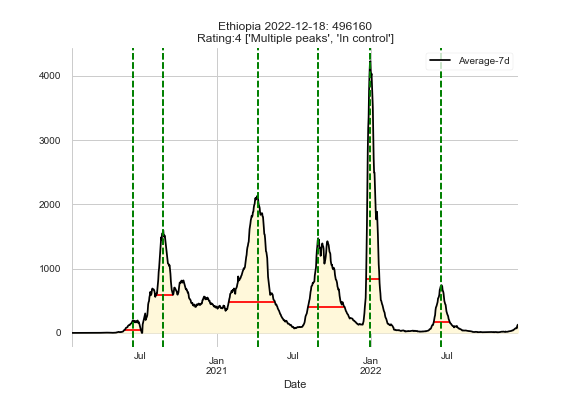 Ethiopia 2022-12-18: 496160
Rating:4 ['Multiple peaks', 'In control']
Average-7d
4000
3000
2000
1000
0
Jul
Jan
2021
Jul
Jan
2022
Jul
Date